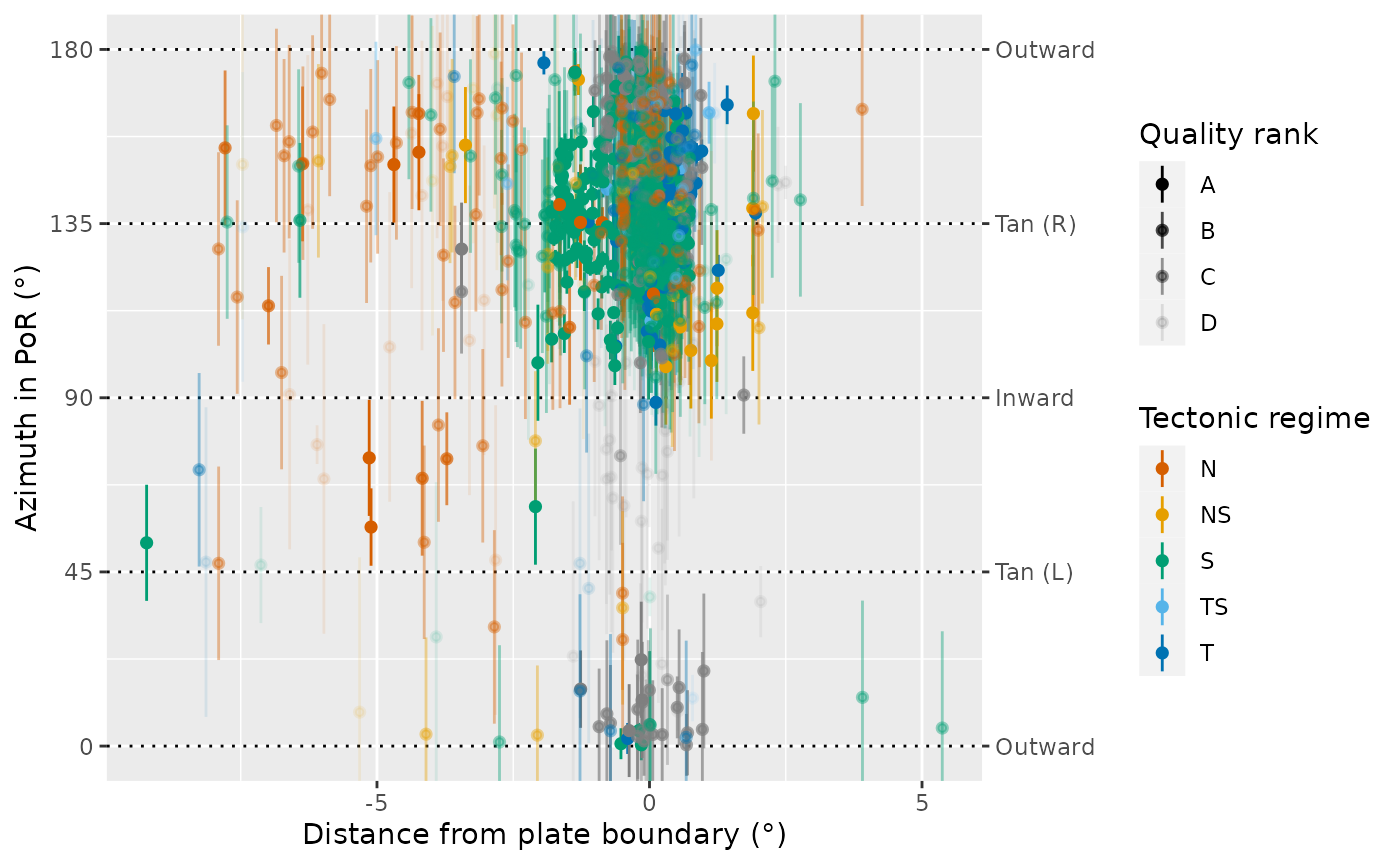 180
135
90
45
0
Azimuth in PoR (°)
-5
0
5
Distance from plate boundary (°)
Outward
Tan (R)
Inward
Tan (L)
Outward
Quality rank
A
B
C
D
Tectonic regime
N
NS
S
TS
T